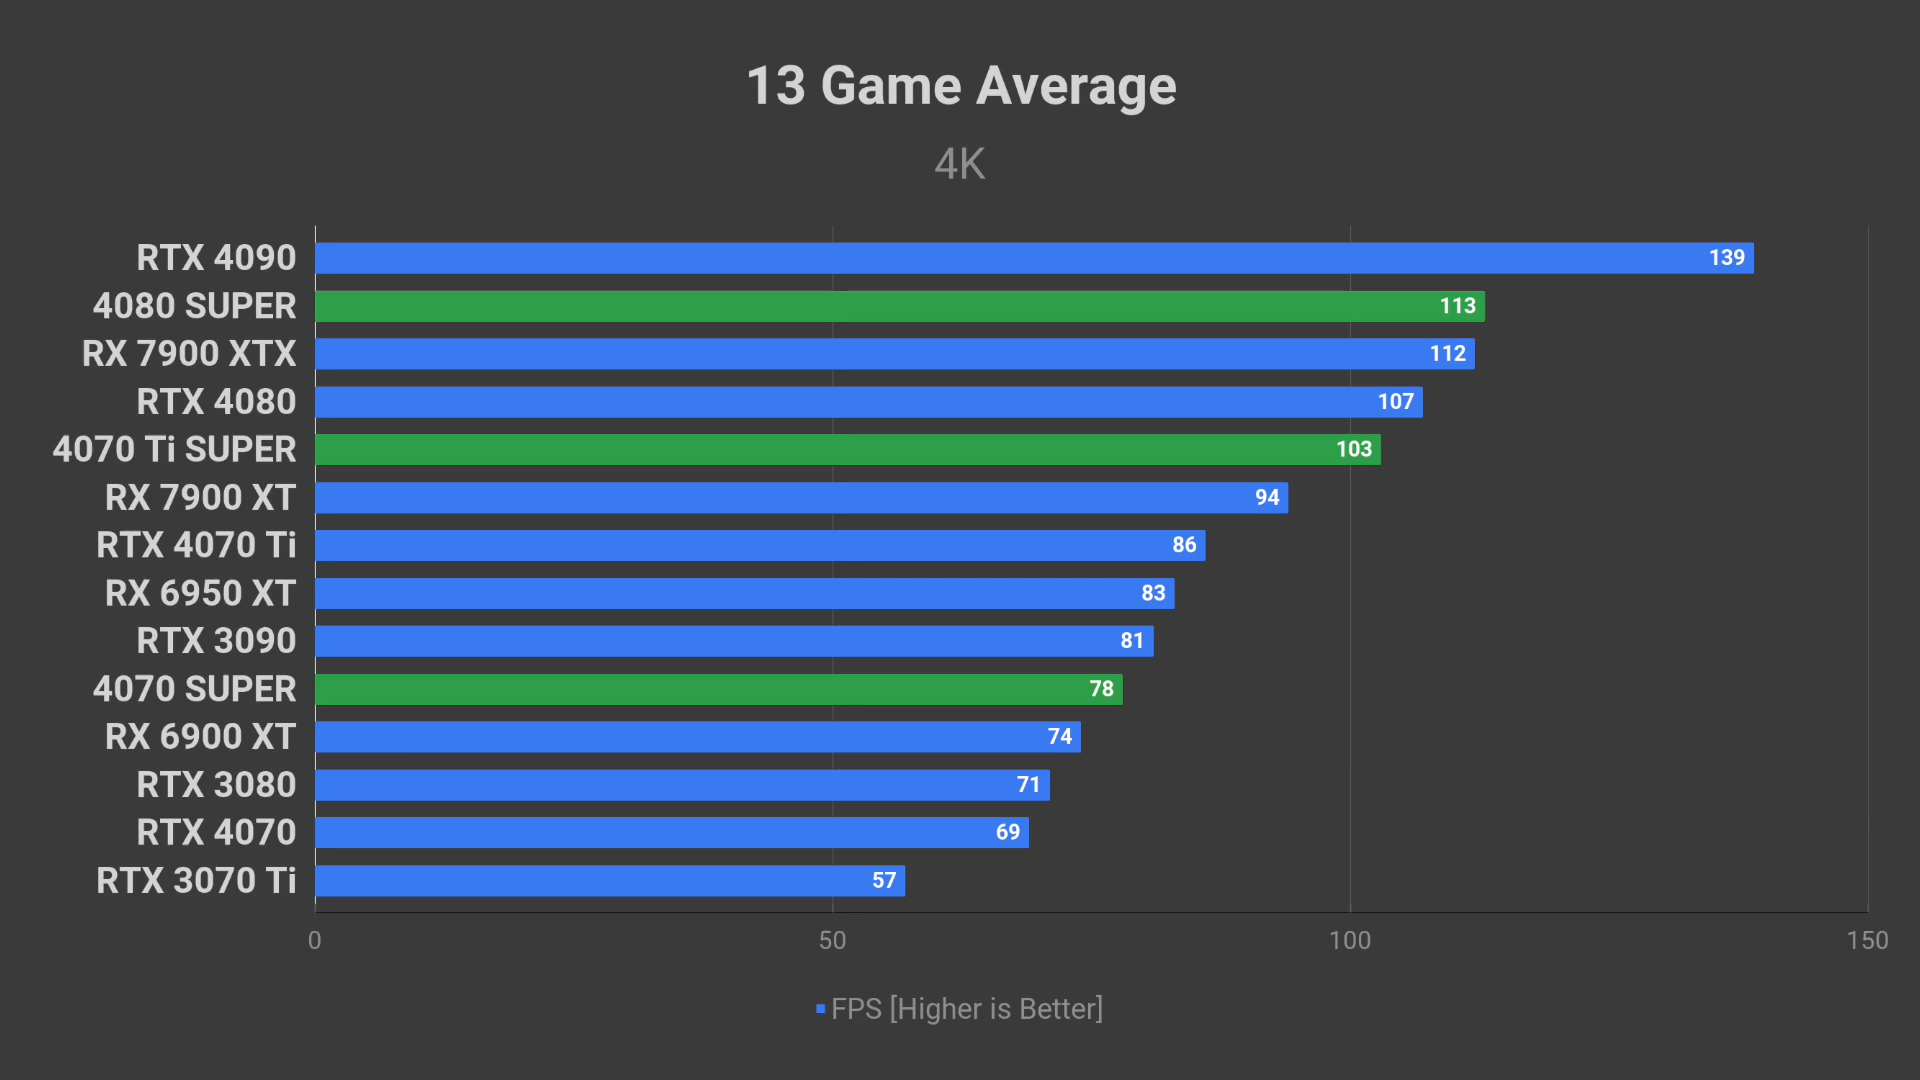 13 Game Average
4K
RTX 4090 139
4080 SUPER 113
RX 7900 XTX 112
RTX 4080 107
4070 Ti SUPER 103
RX 7900 XT 94
RTX 4070 Ti 86
RX 6950 XT 83
RTX 3090 81
4070 SUPER 78
RX 6900 XT 74
RTX 3080 71
RTX 4070 69
RTX 3070 Ti 57
0 50 100 150
FPS [Higher is Better]